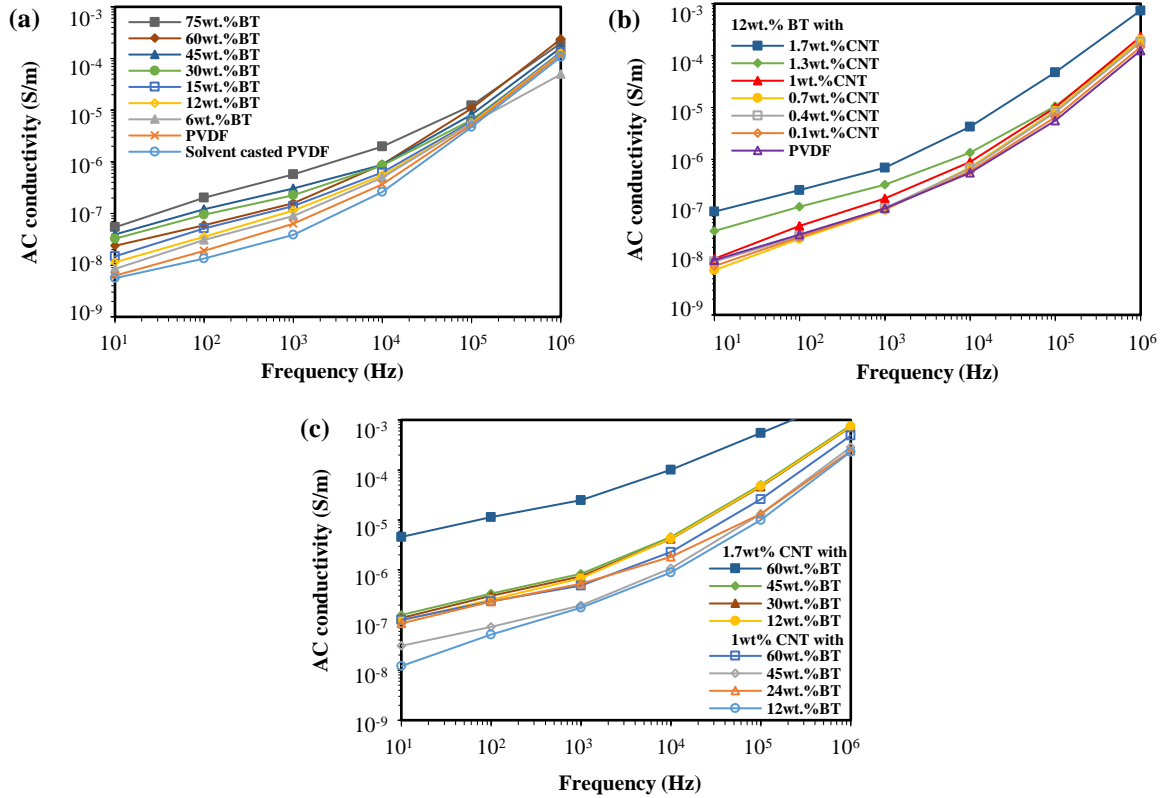 (a)
AC conductivity (S/m)
10-3
10-4
10-5
10-6
10-7
10-8
10-9
75wt.%BT
60wt.%BT
45wt.%BT
30wt.%BT
15wt.%BT
12wt.%BT
6wt.%BT
PVDF
Solvent casted PVDF
101 102 103 104 105 106
Frequency (Hz)
(b)
AC conductivity (S/m)
10-3
10-4
10-5
10-6
10-7
10-8
10-9
12wt.% BT with
1.7wt.%CNT
1.3wt.%CNT
1wt.%CNT
0.7wt.%CNT
0.4wt.%CNT
0.1wt.%CNT
PVDF
101 102 103 104 105 106
Frequency (Hz)
(c)
AC conductivity (S/m)
10-3
10-4
10-5
10-6
10-7
10-8
10-9
1.7wt% CNT with
60wt.%BT
45wt.%BT
30wt.%BT
12wt.%BT
1wt% CNT with
60wt.%BT
45wt.%BT
24wt.%BT
12wt.%BT
101 102 103 104 105 106
Frequency (Hz)